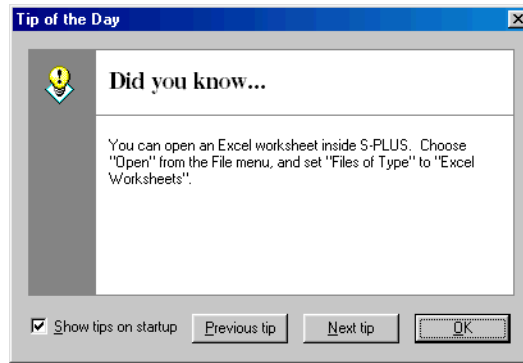 Tip of the Day
Did you know...
You can open an Excel worksheet inside S-PLUS.  Choose
"Open" from the File menu, and set "Files of Type" to "Excel
Worksheets".
Show tips on startup Previous tip Next tip OK